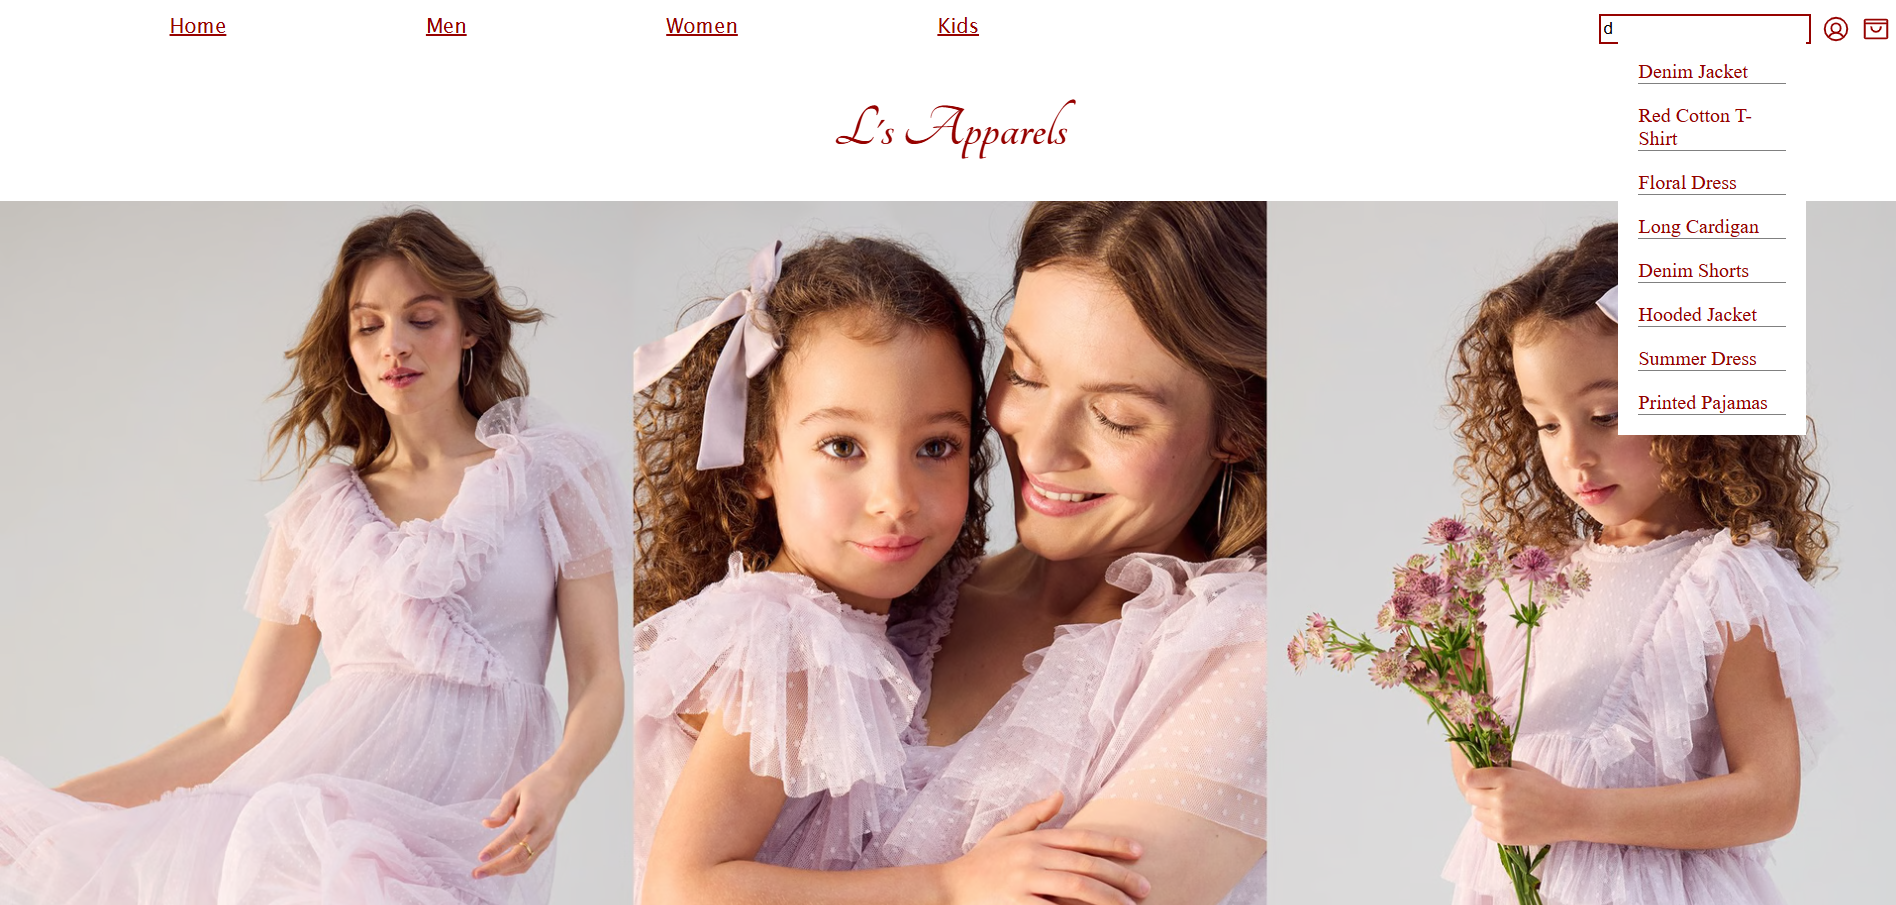 Home
Men
Women
Kids
d
Denim Jacket
Red Cotton T-
Shirt
Floral Dress
Long Cardigan
Denim Shorts
Hooded Jacket
Summer Dress
Printed Pajamas
L's Apparels